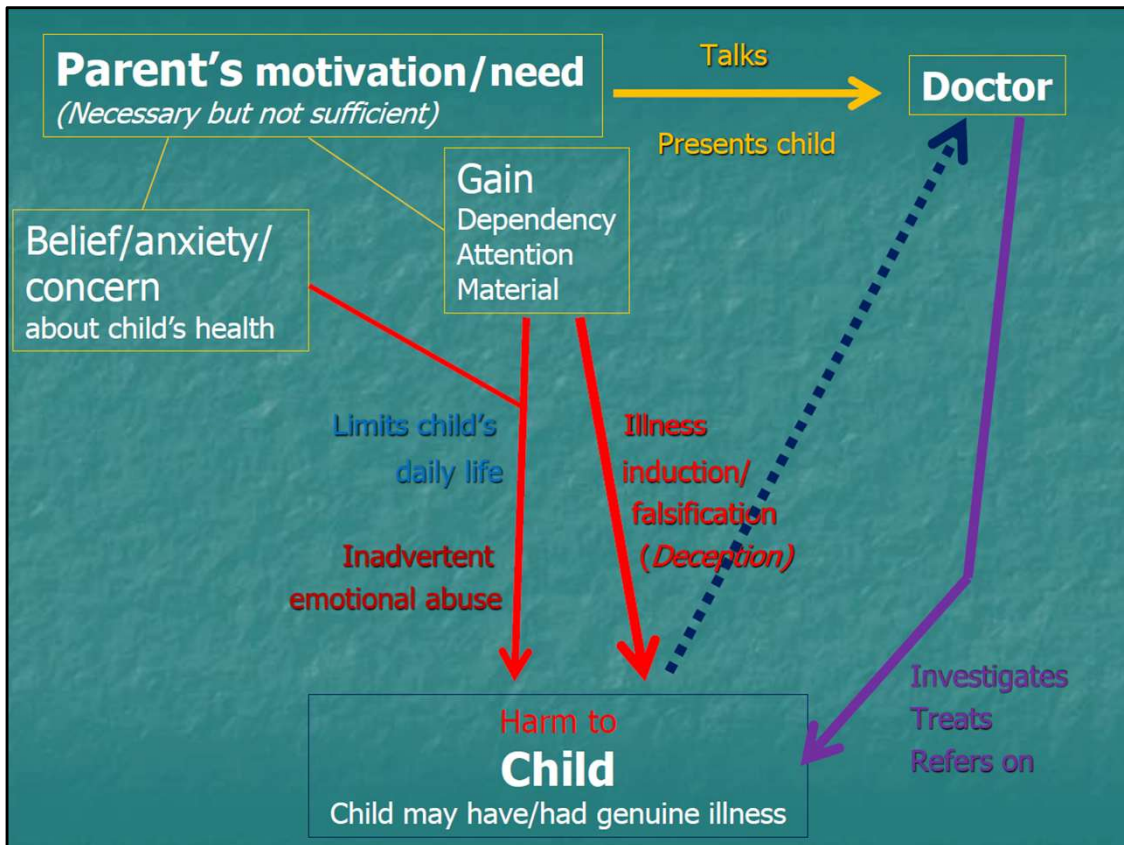 Parent's motivation/need
(Necessary but not sufficient)
Talks
Presents child
Doctor
Belief/anxiety/
concern
about child's health
Gain
Dependency
Attention
Material
Limits child's
daily life
Inadvertent
emotional abuse
Illness
induction/
falsification
(Deception)
Investigates
Treats
Refers on
Harm to
Child
Child may have/had genuine illness